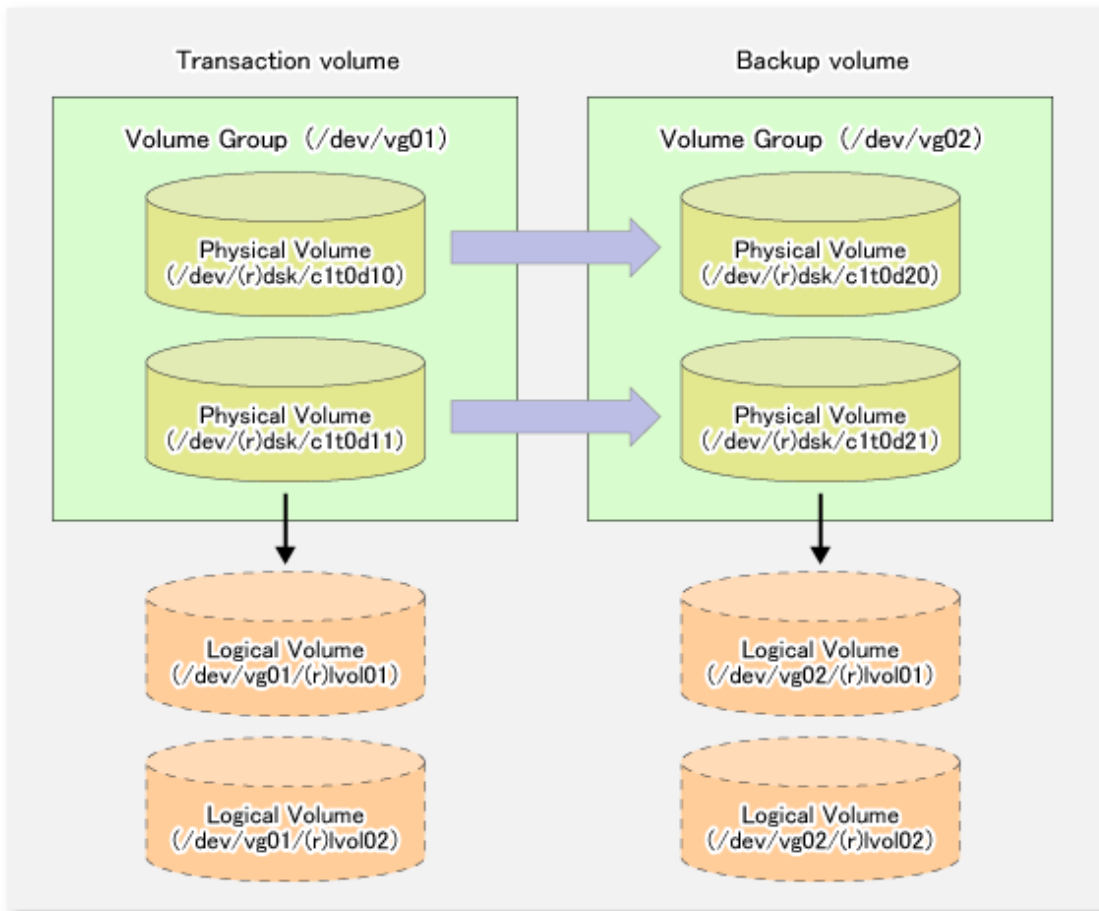 Transaction volume
Backup volume
Volume Group (/dev/vg01)
Volume Group (/dev/vg02)
Physical Volume
(/dev/(r)dsk/c1t0d10)
Physical Volume
(/dev/(r)dsk/c1t0d20)
Physical Volume
(/dev/(r)dsk/c1t0d11)
Physical Volume
(/dev/(r)dsk/c1t0d21)
Logical Volume
(/dev/vg01/(r)lvol01)
Logical Volume
(/dev/vg02/(r)lvol01)
Logical Volume
(/dev/vg01/(r)lvol02)
Logical Volume
(/dev/vg02/(r)lvol02)